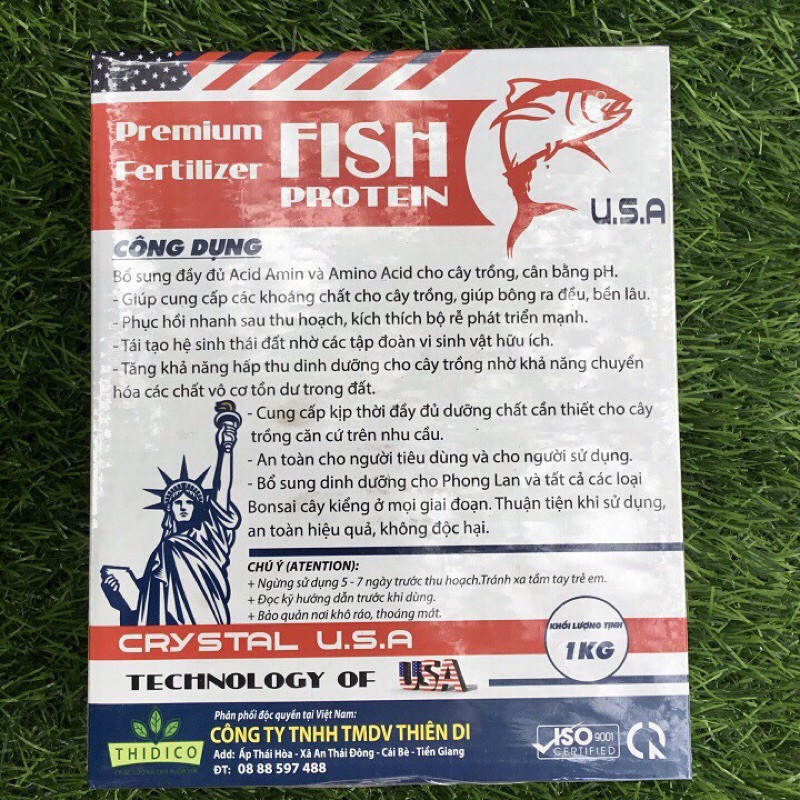 Premium
Fertilizer
FISH
PROTEIN
U.S.A
CÔNG DỤNG
Bổ sung đầy đủ Acid Amin và Amino Acid cho cây trồng, cân bằng pH.
- Giúp cung cấp các khoáng chất cho cây trồng, giúp bông ra đều, bền lâu.
- Phục hồi nhanh sau thu hoạch, kích thích bộ rễ phát triển mạnh.
- Tái tạo hệ sinh thái đất nhờ các tập đoàn vi sinh vật hữu ích.
- Tăng khả năng hấp thu dinh dưỡng cho cây trồng nhờ khả năng chuyển
hóa các chất vô cơ tồn dư trong đất.
- Cung cấp kịp thời đầy đủ dưỡng chất cần thiết cho cây
trồng căn cứ trên nhu cầu.
- An toàn cho người tiêu dùng và cho người sử dụng.
- Bổ sung dinh dưỡng cho Phong Lan và tất cả các loại
Bonsai cây kiểng ở mọi giai đoạn. Thuận tiện khi sử dụng,
an toàn hiệu quả, không độc hại.
CHÚ Ý (ATENTION):
+ Ngừng sử dụng 5 - 7 ngày trước thu hoạch.Tránh xa tầm tay trẻ em.
+ Đọc kỹ hướng dẫn trước khi dùng.
+ Bảo quản nơi khô ráo, thoáng mát.
KHỐI LƯỢNG TỊNH
1KG
CRYSTAL U.S.A
TECHNOLOGY OF USA
Phân phối độc quyền tại Việt Nam:
CÔNG TY TNHH TMDV THIÊN DI
Add: Ấp Thái Hòa - Xã An Thái Đông - Cái Bè - Tiền Giang
ĐT: 08 88 597 488
THIDICO
ISO 9001
CERTIFIED